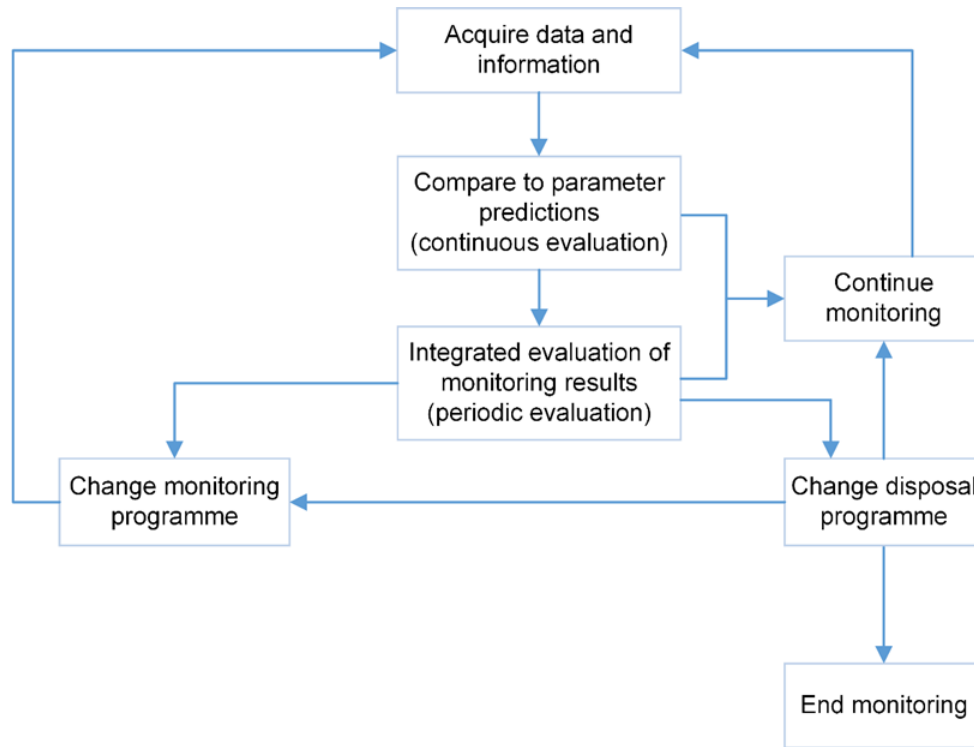 Acquire data and
information
Compare to parameter
predictions
(continuous evaluation)
Continue
monitoring
Integrated evaluation of
monitoring results
(periodic evaluation)
Change monitoring
programme
Change disposal
programme
End monitoring